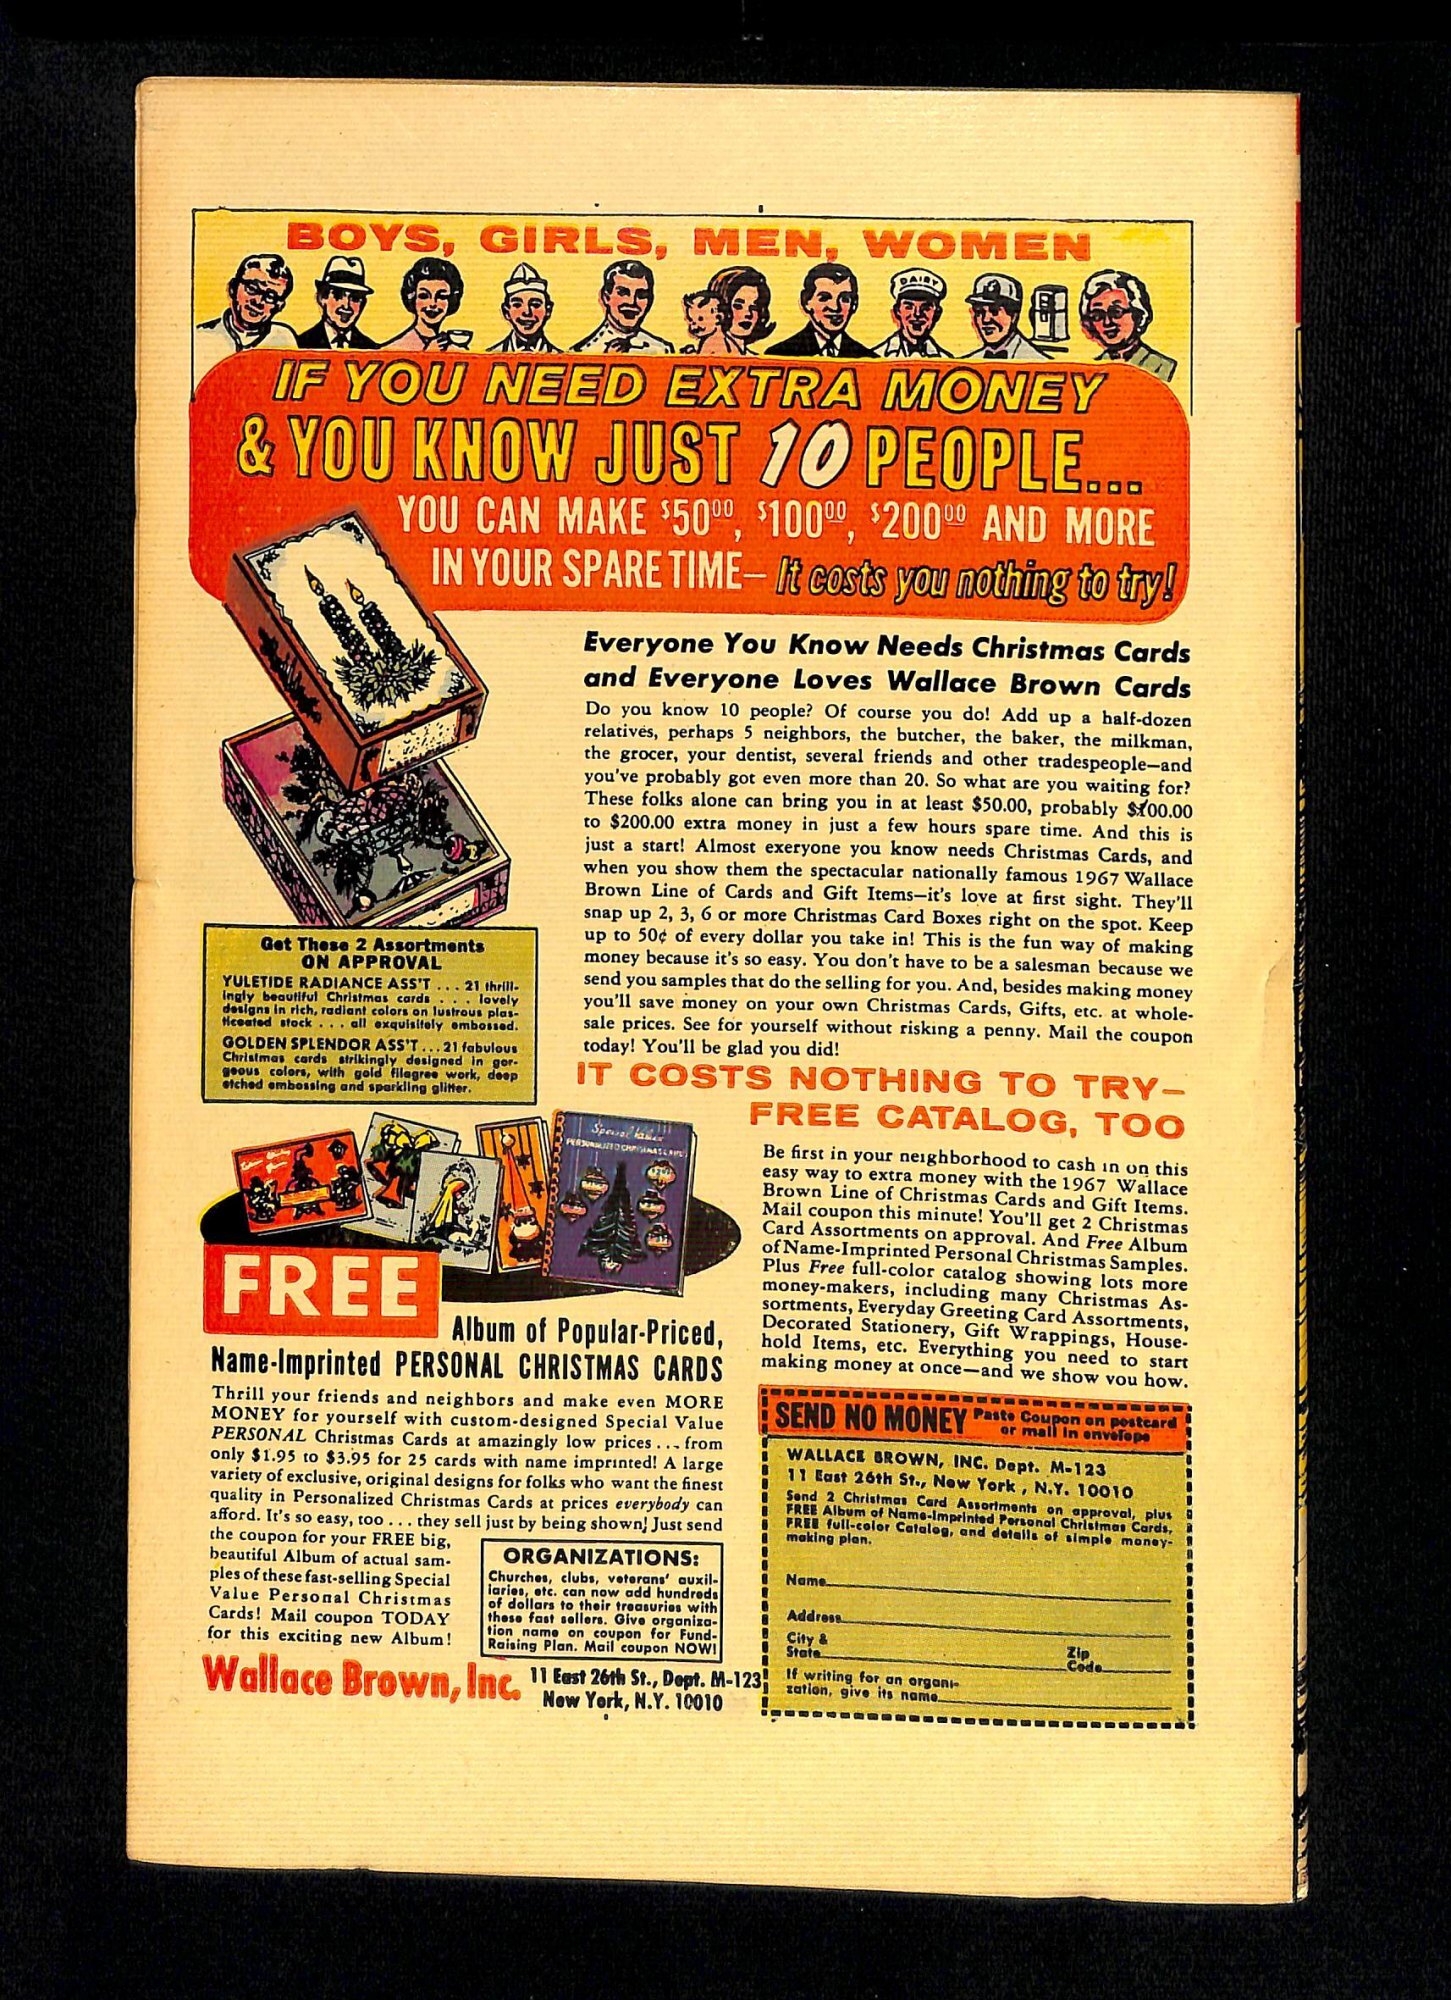 BOYS, GIRLS, MEN, WOMEN
DAIRY
IF YOU NEED EXTRA MONEY
& YOU KNOW JUST 10 PEOPLE...
YOU CAN MAKE $5000, $10000, $20000 AND MORE
IN YOUR SPARE TIME— It costs you nothing to try!
Everyone You Know Needs Christmas Cards
and Everyone Loves Wallace Brown Cards
Do you know 10 people? Of course you do! Add up a half-dozen
relatives, perhaps 5 neighbors, the butcher, the baker, the milkman,
the grocer, your dentist, several friends and other tradespeople—and
you've probably got even more than 20. So what are you waiting for?
These folks alone can bring you in at least $50.00, probably $100.00
to $200.00 extra money in just a few hours spare time. And this is
just a start! Almost exeryone you know needs Christmas Cards, and
when you show them the spectacular nationally famous 1967 Wallace
Brown Line of Cards and Gift Items—it's love at first sight. They'll
snap up 2, 3, 6 or more Christmas Card Boxes right on the spot. Keep
up to 50¢ of every dollar you take in! This is the fun way of making
money because it's so easy. You don't have to be a salesman because we
send you samples that do the selling for you. And, besides making money
you'll save money on your own Christmas Cards, Gifts, etc. at whole-
sale prices. See for yourself without risking a penny. Mail the coupon
today! You'll be glad you did!
Get These 2 Assortments
ON APPROVAL
YULETIDE RADIANCE ASS'T . . . 21 thrill-
ingly beautiful Christmas cards . . . lovely
designs in rich, radiant colors on lustrous plas-
ticoated stock . . . all exquisitely embossed.
GOLDEN SPLENDOR ASS'T . . . 21 fabulous
Christmas cards strikingly designed in gor-
geous colors, with gold filagree work, deep
etched embossing and sparkling glitter.
IT COSTS NOTHING TO TRY—
FREE CATALOG, TOO
Be first in your neighborhood to cash in on this
easy way to extra money with the 1967 Wallace
Brown Line of Christmas Cards and Gift Items.
Mail coupon this minute! You'll get 2 Christmas
Card Assortments on approval. And Free Album
of Name-Imprinted Personal Christmas Samples.
Plus Free full-color catalog showing lots more
money-makers, including many Christmas As-
sortments, Everyday Greeting Card Assortments,
Decorated Stationery, Gift Wrappings, House-
hold Items, etc. Everything you need to start
making money at once—and we show you how.
Special Value
PERSONALIZED CHRISTMAS CARDS
FREE
Album of Popular-Priced,
Name-Imprinted PERSONAL CHRISTMAS CARDS
Thrill your friends and neighbors and make even MORE
MONEY for yourself with custom-designed Special Value
PERSONAL Christmas Cards at amazingly low prices . . . from
only $1.95 to $3.95 for 25 cards with name imprinted! A large
variety of exclusive, original designs for folks who want the finest
quality in Personalized Christmas Cards at prices everybody can
afford. It's so easy, too . . . they sell just by being shown! Just send
the coupon for your FREE big,
beautiful Album of actual sam-
ples of these fast-selling Special
Value Personal Christmas
Cards! Mail coupon TODAY
for this exciting new Album!
ORGANIZATIONS:
Churches, clubs, veterans' auxil-
iaries, etc. can now add hundreds
of dollars to their treasuries with
these fast sellers. Give organiza-
tion name on coupon for Fund-
Raising Plan. Mail coupon NOW!
Wallace Brown, Inc. 11 East 26th St., Dept. M-123
New York, N.Y. 10010
SEND NO MONEY Paste Coupon on postcard
or mail in envelope
WALLACE BROWN, INC. Dept. M-123
11 East 26th St., New York , N.Y. 10010
Send 2 Christmas Card Assortments on approval, plus
FREE Album of Name-Imprinted Personal Christmas Cards,
FREE full-color Catalog, and details of simple money-
making plan.
Name
Address
City &
State
Zip
Code
If writing for an organi-
zation, give its name